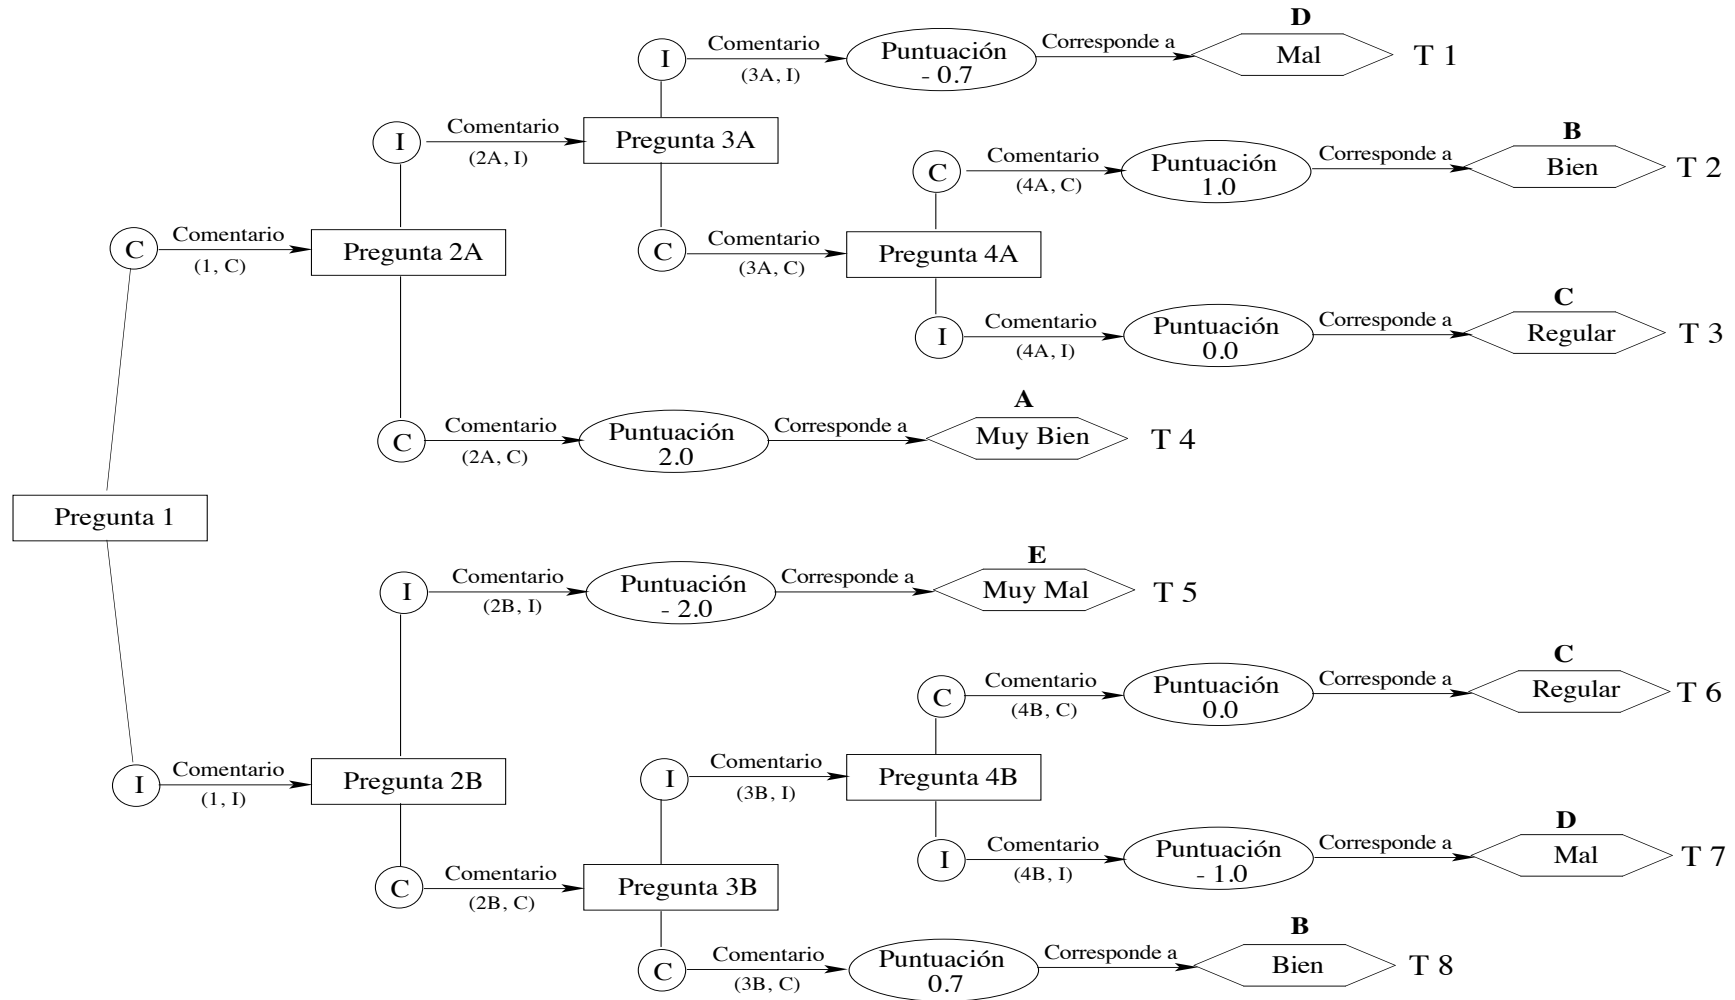 D
I
Comentario
(3A, I)
Puntuación
- 0.7
Corresponde a
Mal
T 1
I
Comentario
(2A, I)
Pregunta 3A
B
C
Comentario
(4A, C)
Puntuación
1.0
Corresponde a
Bien
T 2
C
Comentario
(1, C)
Pregunta 2A
C
Comentario
(3A, C)
Pregunta 4A
C
I
Comentario
(4A, I)
Puntuación
0.0
Corresponde a
Regular
T 3
A
C
Comentario
(2A, C)
Puntuación
2.0
Corresponde a
Muy Bien
T 4
Pregunta 1
E
I
Comentario
(2B, I)
Puntuación
- 2.0
Corresponde a
Muy Mal
T 5
C
C
Comentario
(4B, C)
Puntuación
0.0
Corresponde a
Regular
T 6
I
Comentario
(1, I)
Pregunta 2B
I
Comentario
(3B, I)
Pregunta 4B
D
I
Comentario
(4B, I)
Puntuación
- 1.0
Corresponde a
Mal
T 7
C
Comentario
(2B, C)
Pregunta 3B
B
C
Comentario
(3B, C)
Puntuación
0.7
Corresponde a
Bien
T 8